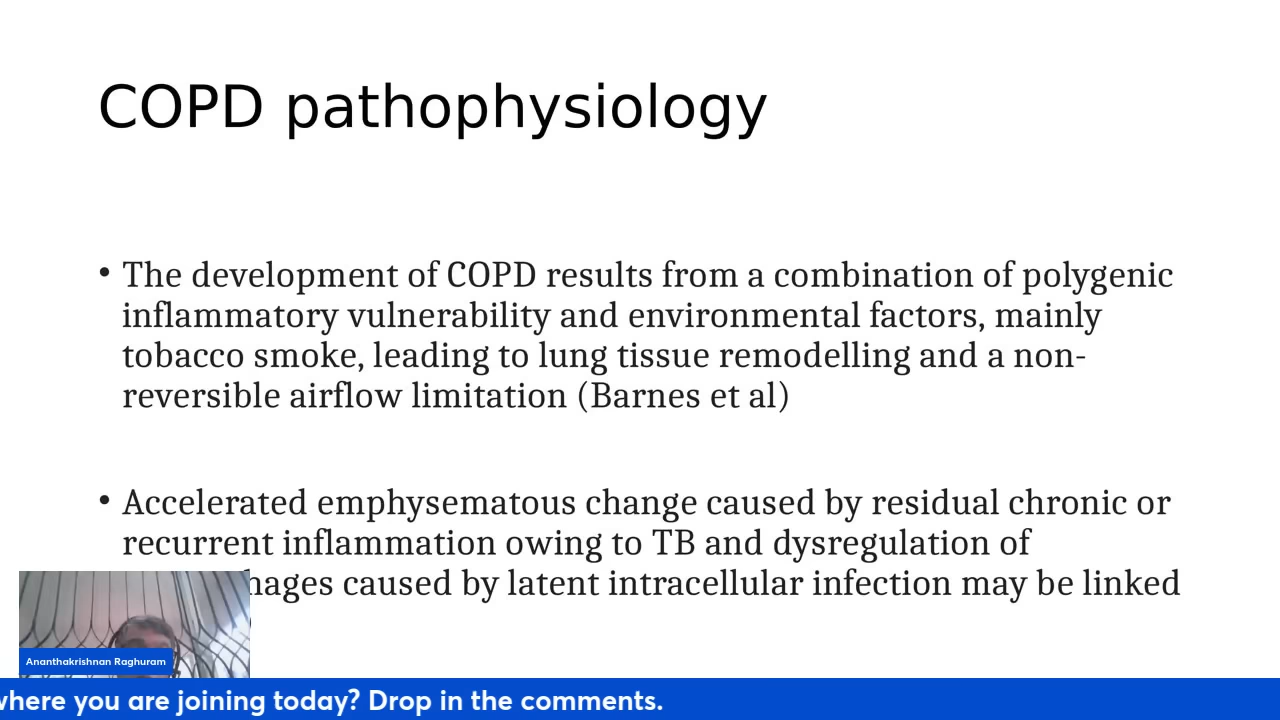 COPD pathophysiology
• The development of COPD results from a combination of polygenic
inflammatory vulnerability and environmental factors, mainly
tobacco smoke, leading to lung tissue remodelling and a non-
reversible airflow limitation (Barnes et al)
• Accelerated emphysematous change caused by residual chronic or
recurrent inflammation owing to TB and dysregulation of
caused by latent intracellular infection may be linked
Ananthakrishnan Raghuram
where you are joining today? Drop in the comments.